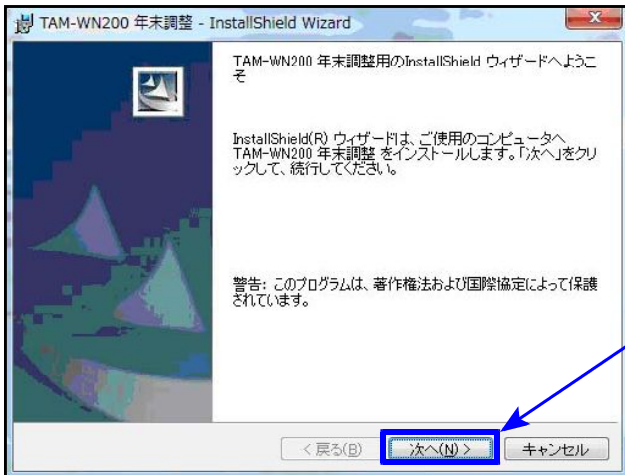 TAM-WN200 年末調整 - InstallShield Wizard
TAM-WN200 年末調整用のInstallShield ウィザードへようこ
そ
InstallShield(R) ウィザードは、ご使用のコンピュータへ
TAM-WN200 年末調整 をインストールします。「次へ」をクリ
ックして、続行してください。
警告: このプログラムは、著作権法および国際協定によって保護
されています。
< 戻る(B)
次へ(N) >
キャンセル